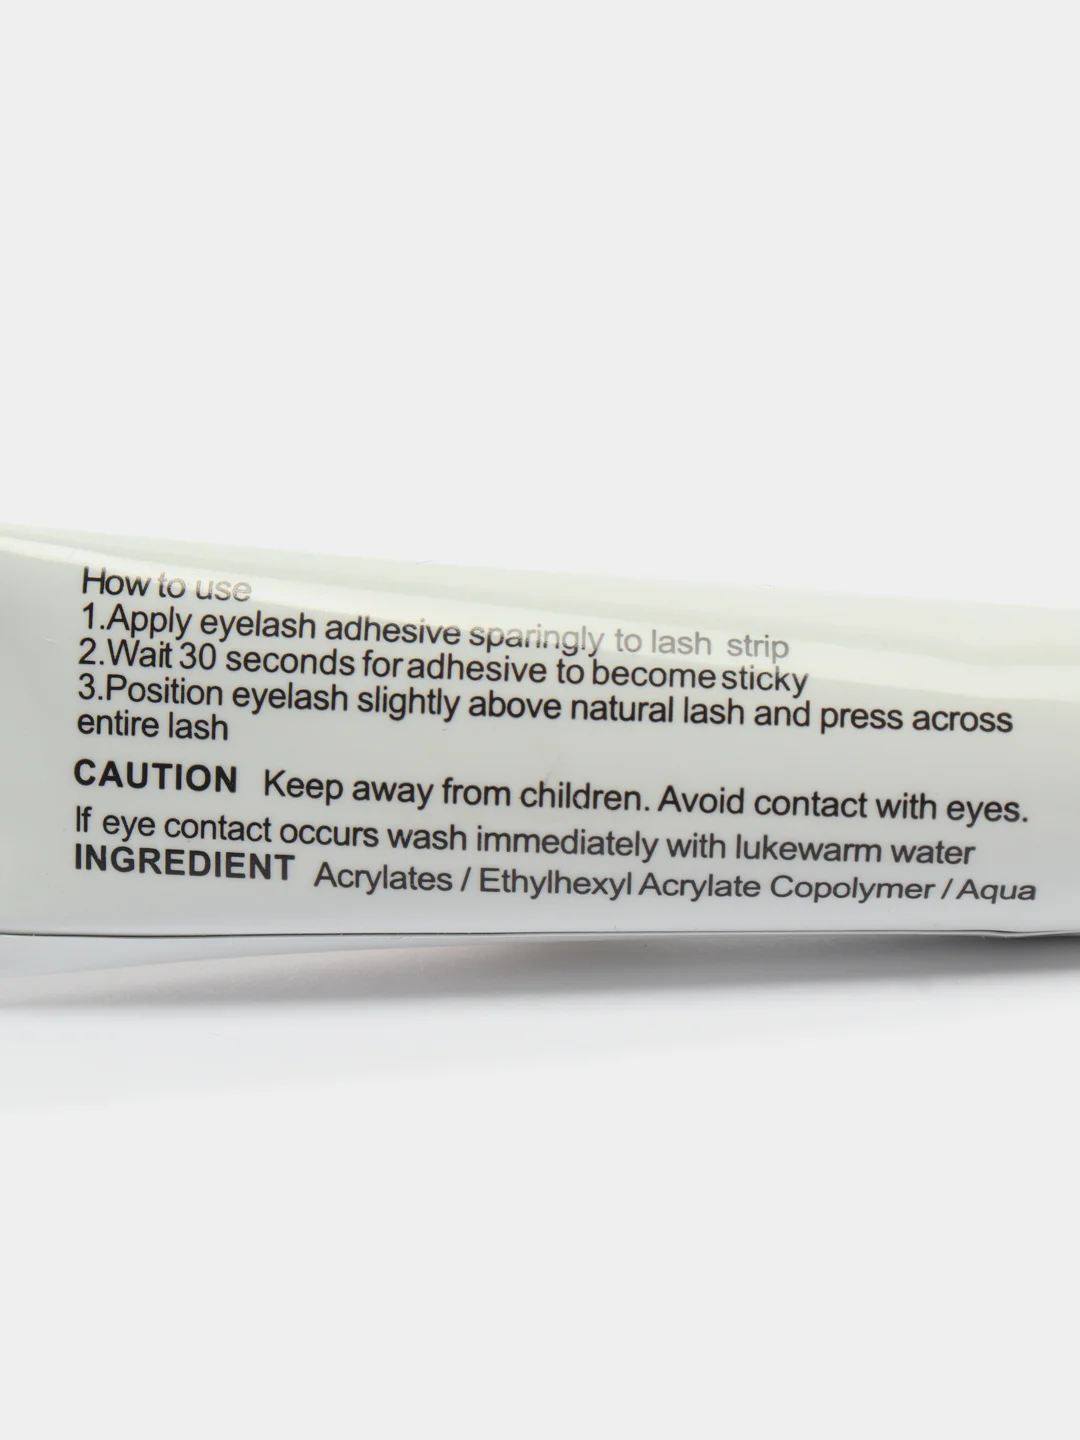 How to use
1.Apply eyelash adhesive sparingly to lash strip
2.Wait 30 seconds for adhesive to become sticky
3.Position eyelash slightly above natural lash and press across
entire lash
CAUTION Keep away from children. Avoid contact with eyes.
If eye contact occurs wash immediately with lukewarm water
INGREDIENT Acrylates / Ethylhexyl Acrylate Copolymer / Aqua